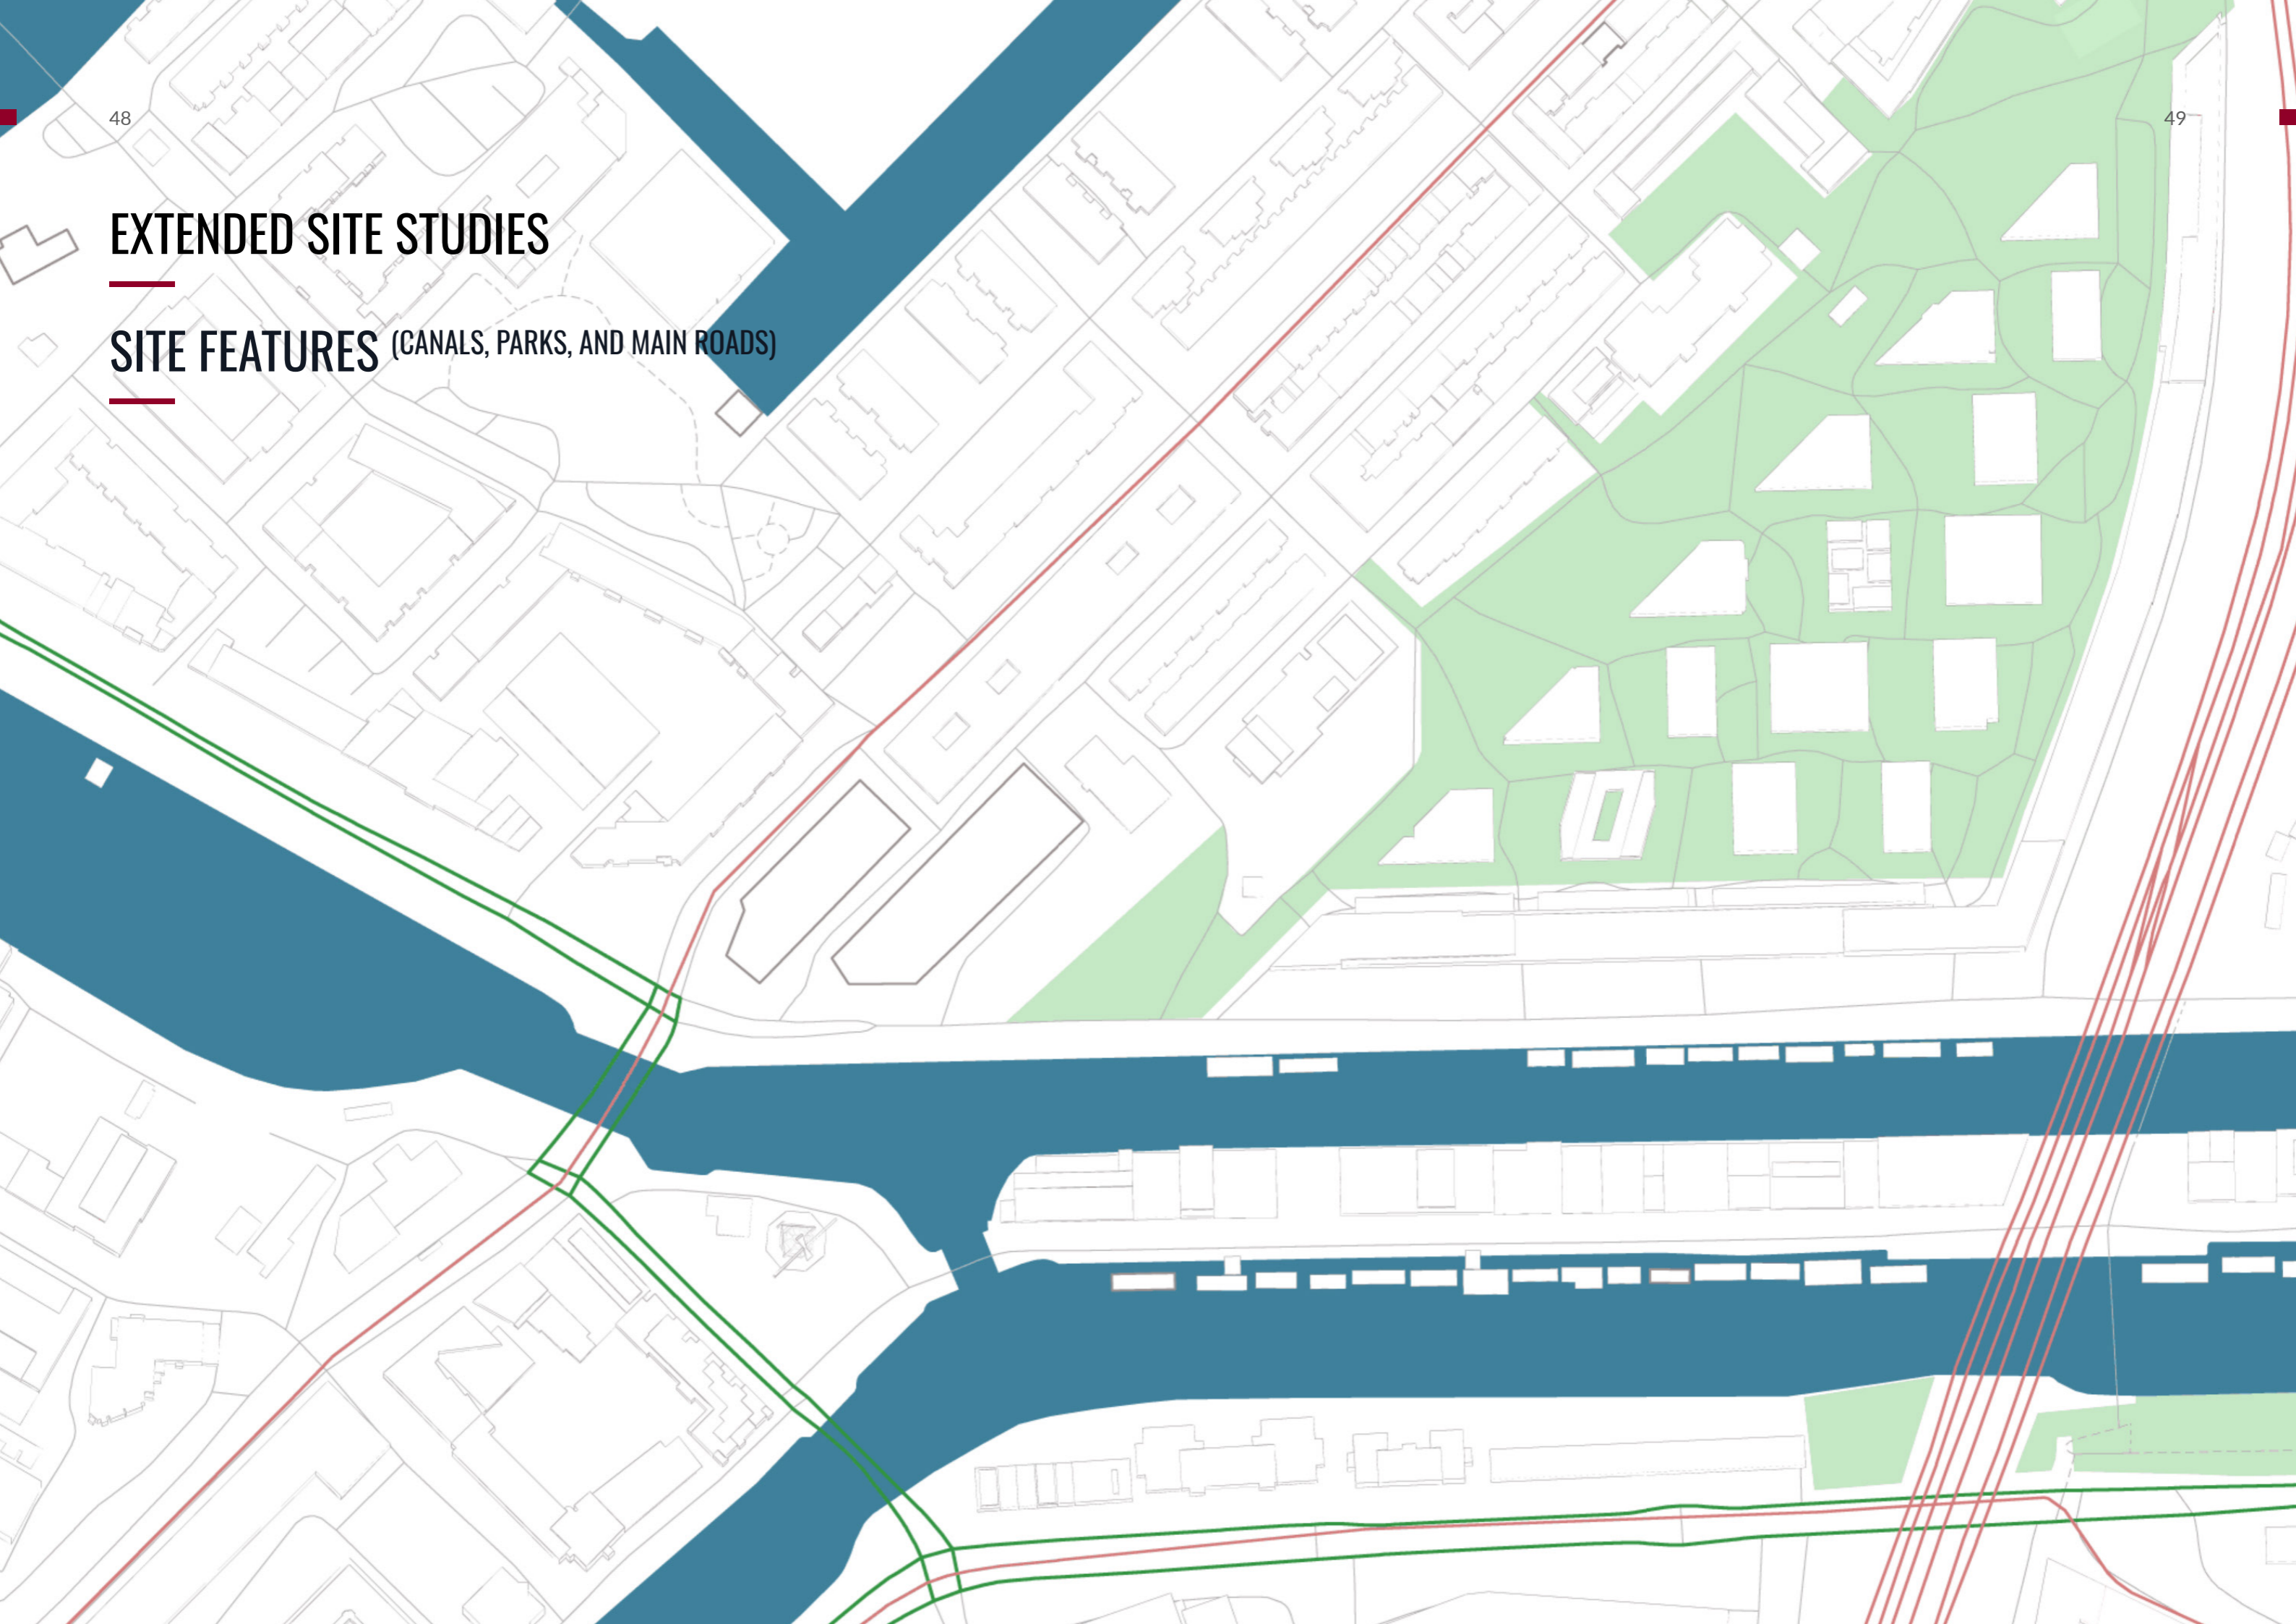 48
49
EXTENDED SITE STUDIES
SITE FEATURES (CANALS, PARKS, AND MAIN ROADS)